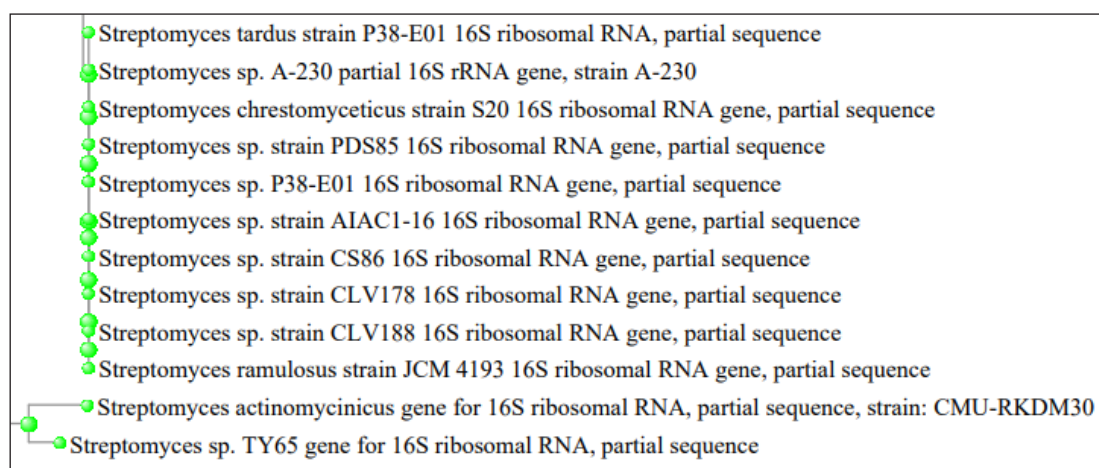 Streptomyces tardus strain P38-E01 16S ribosomal RNA, partial sequence
Streptomyces sp. A-230 partial 16S rRNA gene, strain A-230
Streptomyces chrestomyceticus strain S20 16S ribosomal RNA gene, partial sequence
Streptomyces sp. strain PDS85 16S ribosomal RNA gene, partial sequence
Streptomyces sp. P38-E01 16S ribosomal RNA gene, partial sequence
Streptomyces sp. strain AIAC1-16 16S ribosomal RNA gene, partial sequence
Streptomyces sp. strain CS86 16S ribosomal RNA gene, partial sequence
Streptomyces sp. strain CLV178 16S ribosomal RNA gene, partial sequence
Streptomyces sp. strain CLV188 16S ribosomal RNA gene, partial sequence
Streptomyces ramulosus strain JCM 4193 16S ribosomal RNA gene, partial sequence
Streptomyces actinomycinicus gene for 16S ribosomal RNA, partial sequence, strain: CMU-RKDM30
Streptomyces sp. TY65 gene for 16S ribosomal RNA, partial sequence